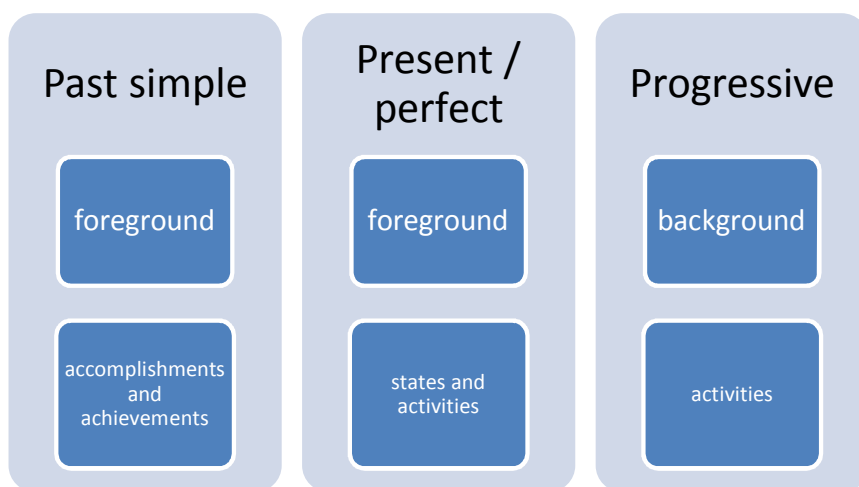 Past simple
foreground
accomplishments
and
achievements
Present /
perfect
foreground
states and
activities
Progressive
background
activities